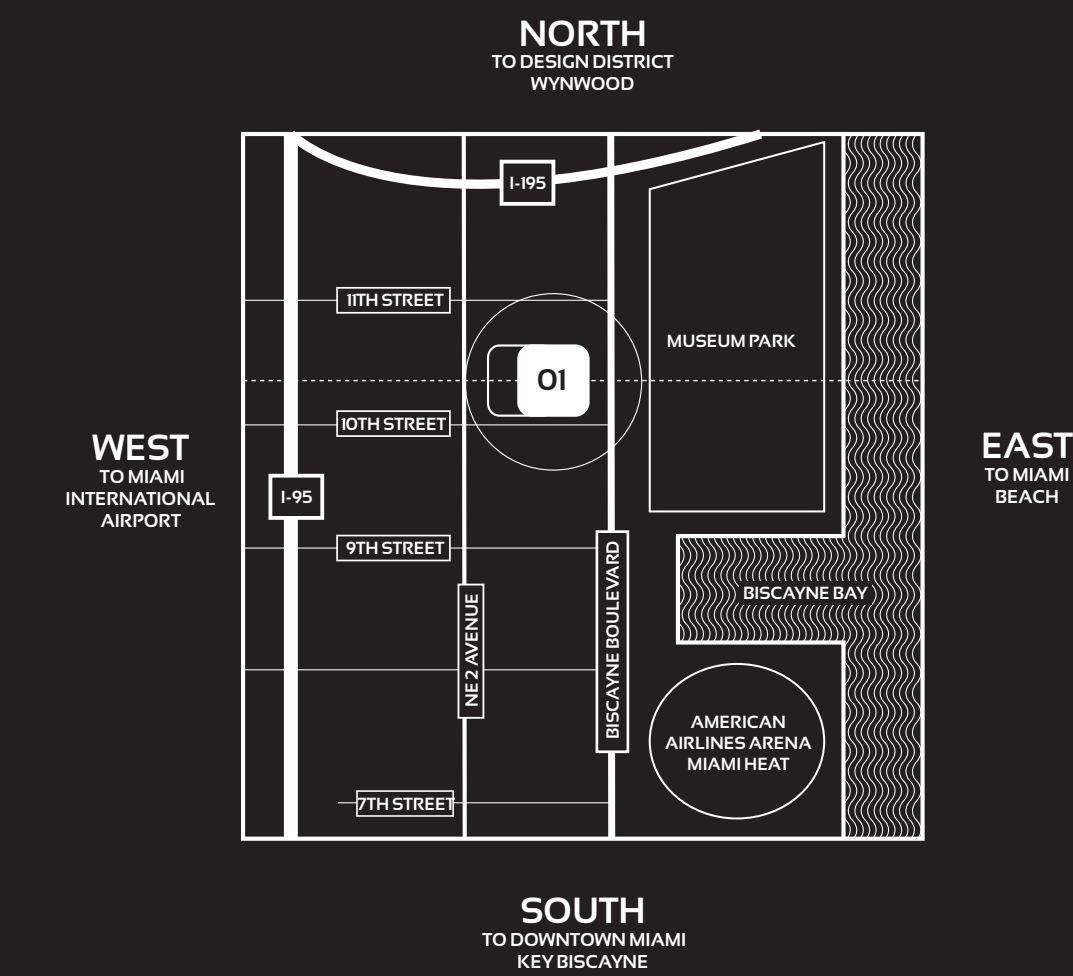 NORTH
TO DESIGN DISTRICT
WYNWOOD
I-195
11TH STREET
MUSEUM PARK
01
10TH STREET
WEST
TO MIAMI
INTERNATIONAL
AIRPORT
EAST
TO MIAMI
BEACH
I-95
9TH STREET
BISCAYNE BAY
NE 2 AVENUE
BISCAYNE BOULEVARD
AMERICAN
AIRLINES ARENA
MIAMI HEAT
7TH STREET
SOUTH
TO DOWNTOWN MIAMI
KEY BISCAYNE